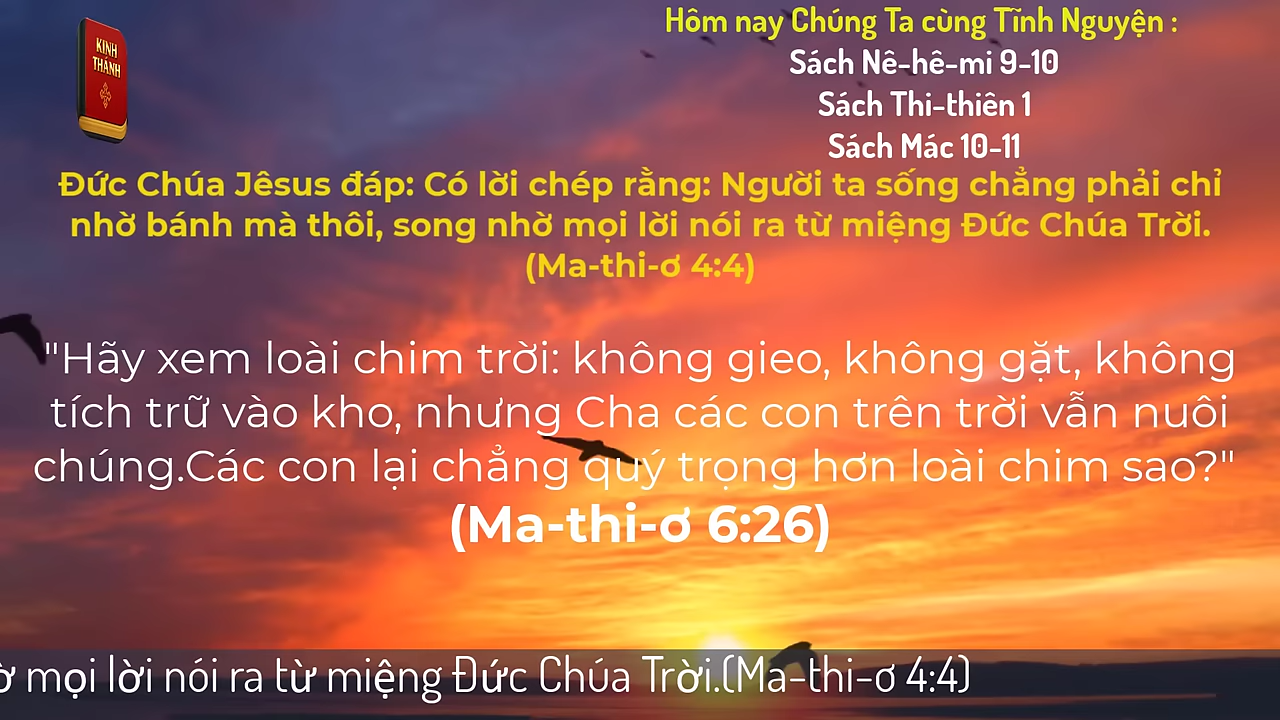 KINH
THÁNH
Hôm nay Chúng Ta cùng Tĩnh Nguyện :
Sách Nê-hê-mi 9-10
Sách Thi-thiên 1
Sách Mác 10-11
Đức Chúa Jêsus đáp: Có lời chép rằng: Người ta sống chẳng phải chỉ
nhờ bánh mà thôi, song nhờ mọi lời nói ra từ miệng Đức Chúa Trời.
(Ma-thi-ơ 4:4)
"Hãy xem loài chim trời: không gieo, không gặt, không
tích trữ vào kho, nhưng Cha các con trên trời vẫn nuôi
chúng.Các con lại chẳng quý trọng hơn loài chim sao?"
(Ma-thi-ơ 6:26)
mọi lời nói ra từ miệng Đức Chúa Trời.(Ma-thi-ơ 4:4)